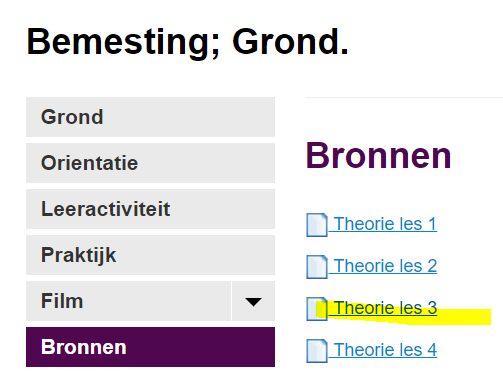 Bemesting; Grond.
Grond
Orientatie
Leeractiviteit
Praktijk
Film
Bronnen
Bronnen
Theorie les 1
Theorie les 2
Theorie les 3
Theorie les 4